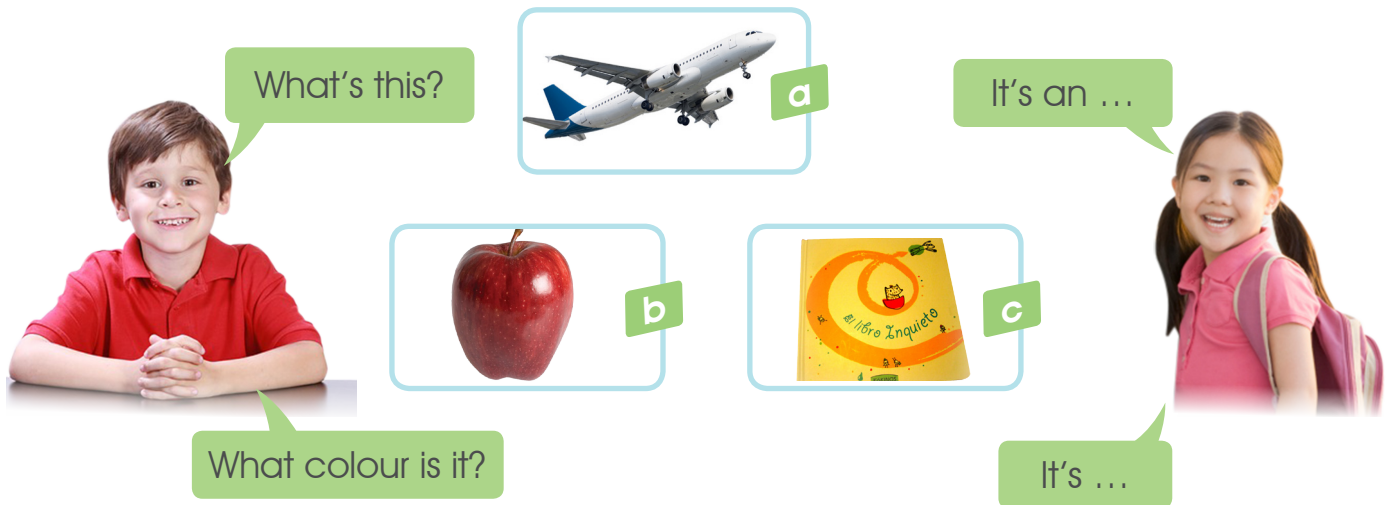 What's this?
a
It's an ...
b
c
El libro Inquieto
What colour is it?
It's ...